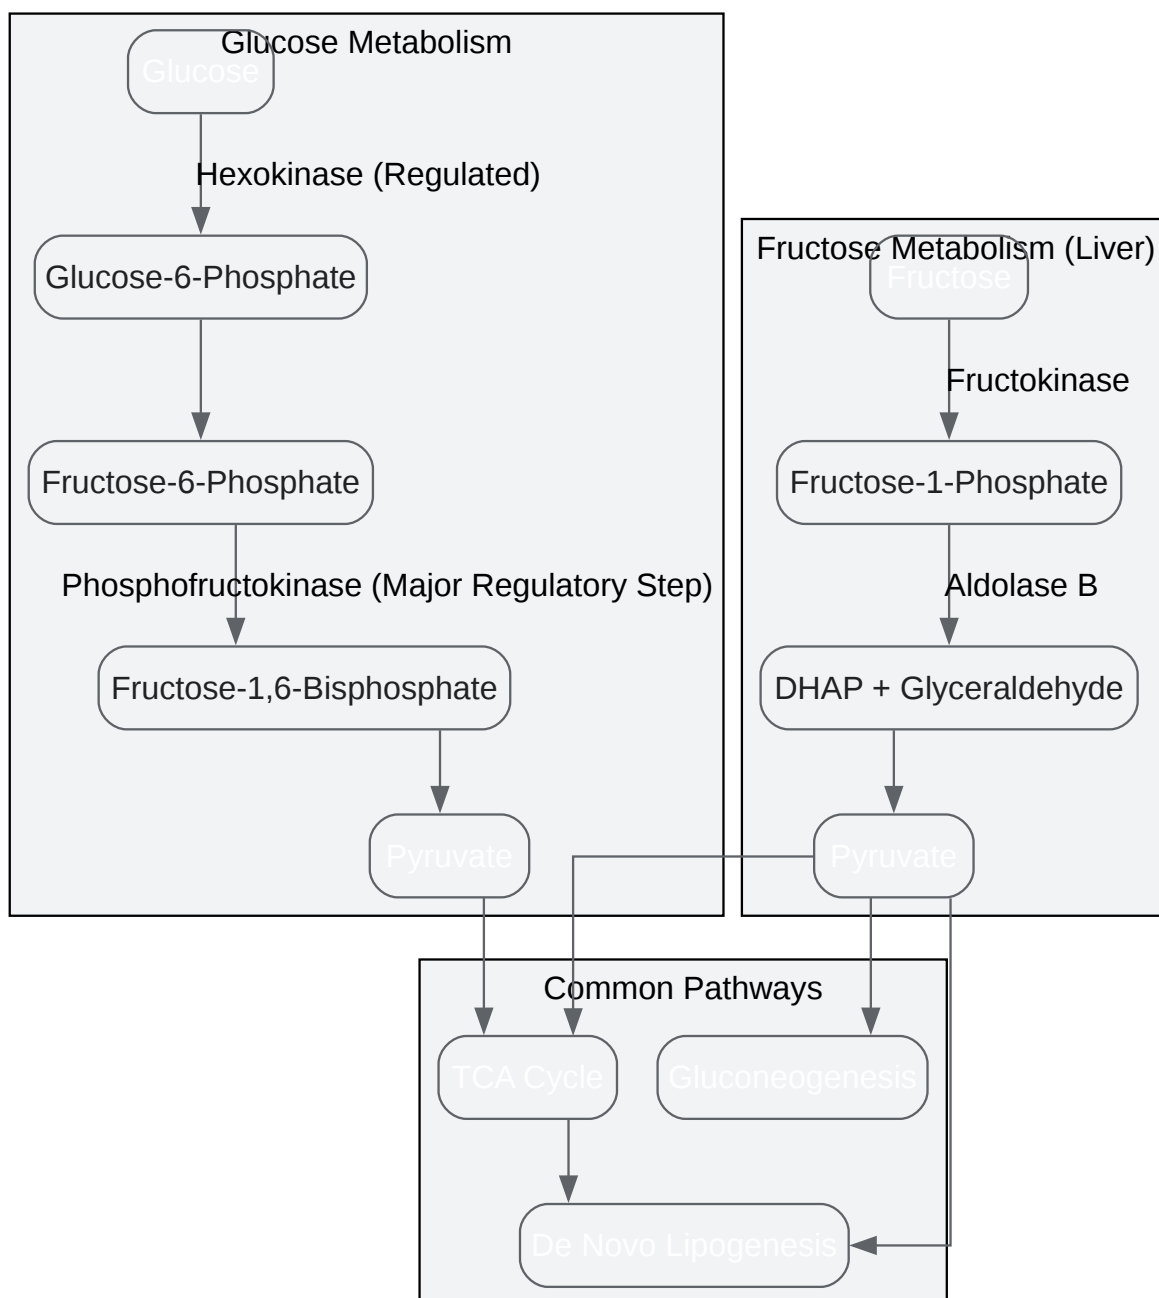 Glucose Metabolism
Glucose
Hexokinase (Regulated)
Glucose-6-Phosphate
Fructose-6-Phosphate
Phosphofructokinase (Major Regulatory Step)
Fructose-1,6-Bisphosphate
Pyruvate
Fructose Metabolism (Liver)
Fructose
Fructokinase
Fructose-1-Phosphate
Aldolase B
DHAP + Glyceraldehyde
Pyruvate
Common Pathways
TCA Cycle
Gluconeogenesis
De Novo Lipogenesis